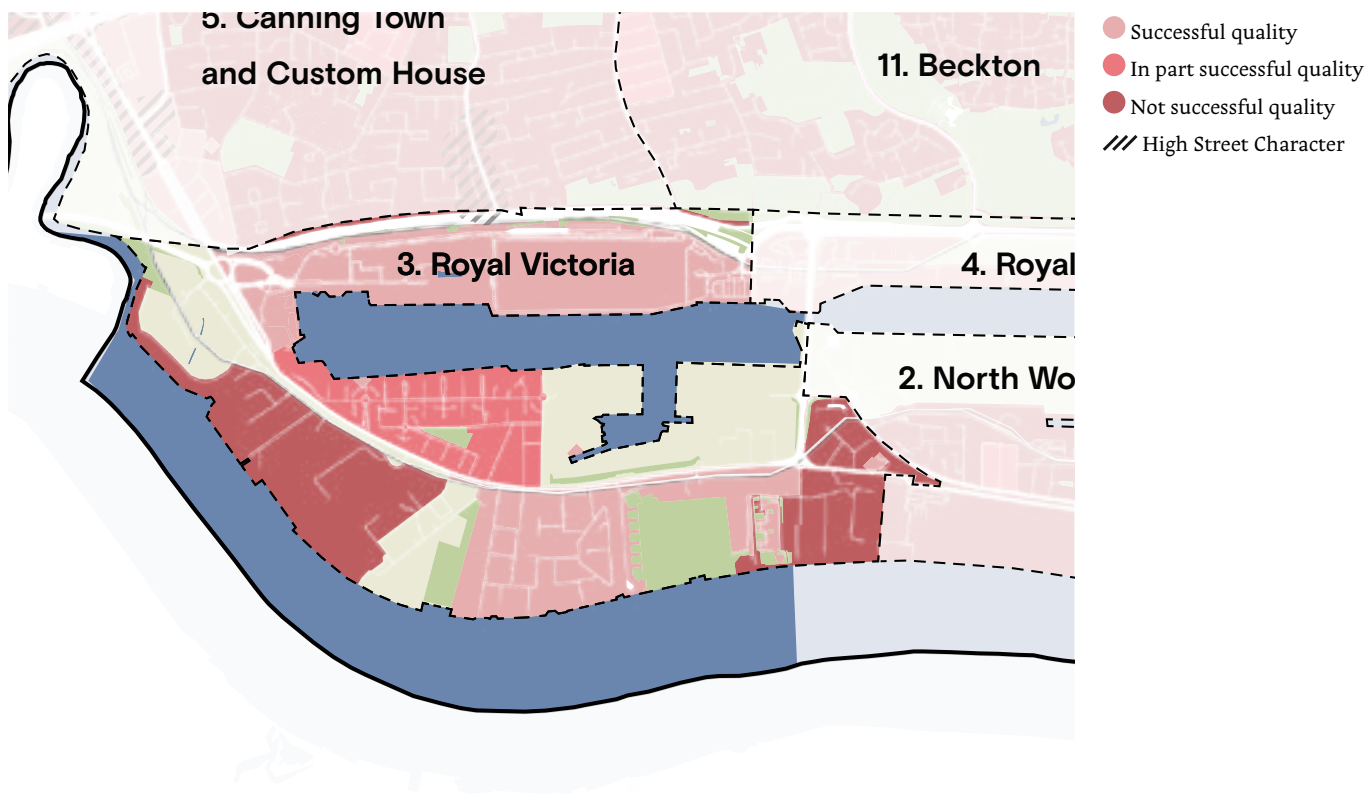 5. Canning Town
and Custom House
11. Beckton
3. Royal Victoria
4. Royal
2. North Wo
Successful quality
In part successful quality
Not successful quality
High Street Character